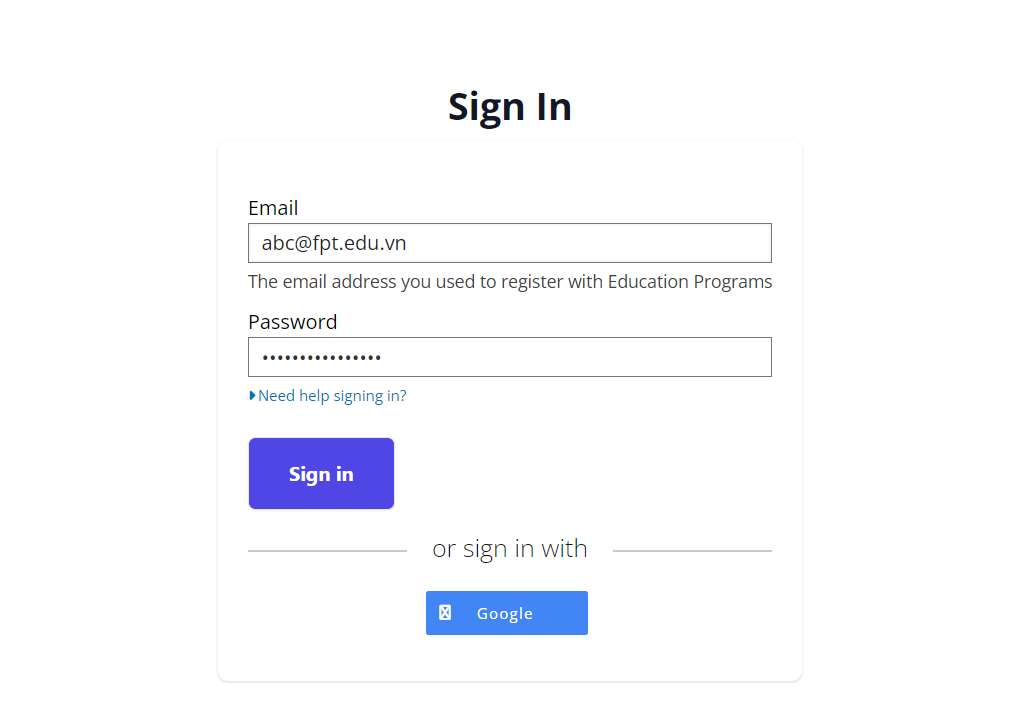 Sign In
Email
abc@fpt.edu.vn
The email address you used to register with Education Programs
Password
••••••••••••••••
Need help signing in?
Sign in
or sign in with
Google